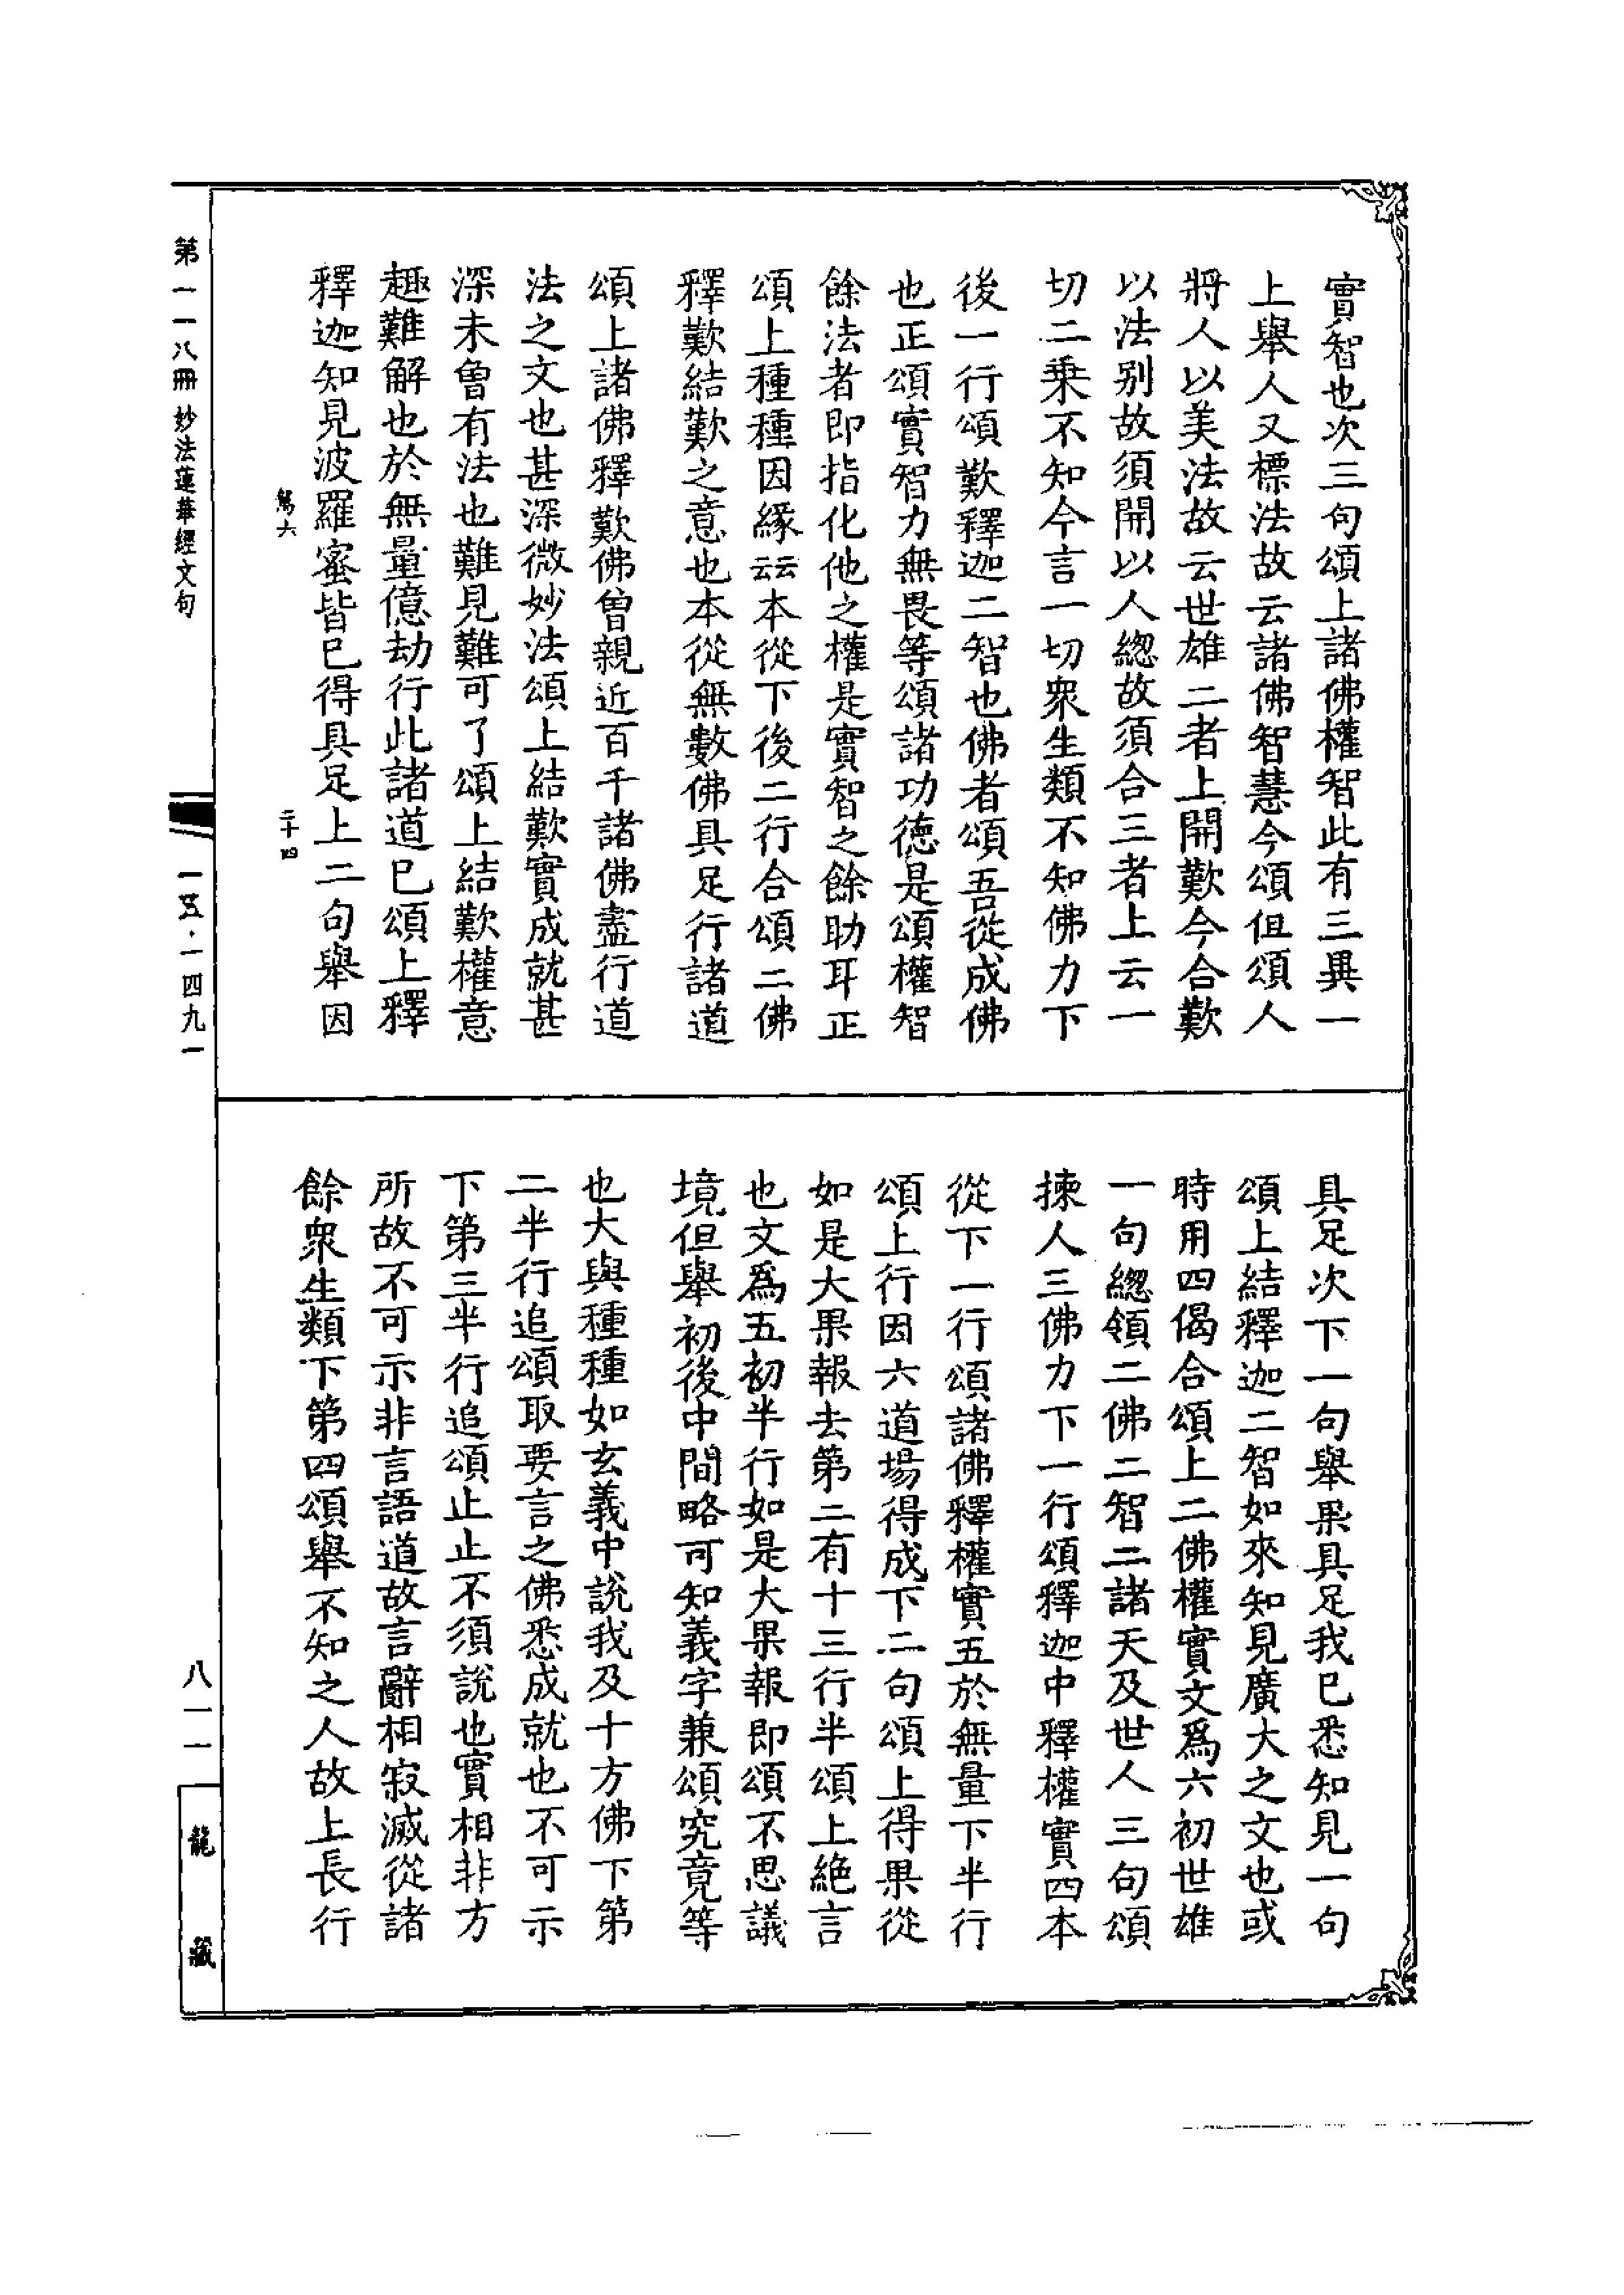 實智也次三句頌上諸佛權智此有三異一
上舉人又標法故云諸佛智慧今頌但頌人
將人以美法故云世雄二者上開歎今合歎
以法别故須開以人總故須合三者上云一
切二乘不知今言一切衆生類不知佛力下
後一行頌歎釋迦二智也佛者頌吾從成佛
也正頌實智力無畏等頌諸功德是頌權智
餘法者即指化他之權是實智之餘助耳正
頌上種種因緣云云本從下後二行合頌二佛
釋歎結歎之意也本從無數佛具足行諸道
頌上諸佛釋歎佛曾親近百千諸佛盡行道
法之文也甚深微妙法頌上結歎實成就甚
深未曾有法也難見難可了頌上結歎權意
趣難解也於無量億劫行此諸道巳頌上釋
釋迦知見波羅蜜皆巳得具足上二句舉因
具足次下一句舉果具足我巳悉知見一句
頌上結釋迦二智如來知見廣大之文也或
時用四偈合頌上二佛權實文爲六初世雄
一句總領二佛二智二諸天及世人三句頌
揀人三佛力下一行頌釋迦中釋權實四本
從下一行頌諸佛釋權實五於無量下半行
頌上行因六道場得成下二句頌上得果從
如是大果報去第二有十三行半頌上絶言
也文爲五初半行如是大果報即頌不思議
境但舉初後中間略可知義字兼頌究竟等
也大與種種如玄義中說我及十方佛下第
二半行追頌取要言之佛悉成就也不可示
下第三半行追頌止止不須說也實相非方
所故不可示非言語道故言辭相寂滅從諸
餘衆生類下第四頌舉不知之人故上長行
第一一八冊 妙法蓮華經文句
六
二十四
一五·一四九一
八一一
龍藏